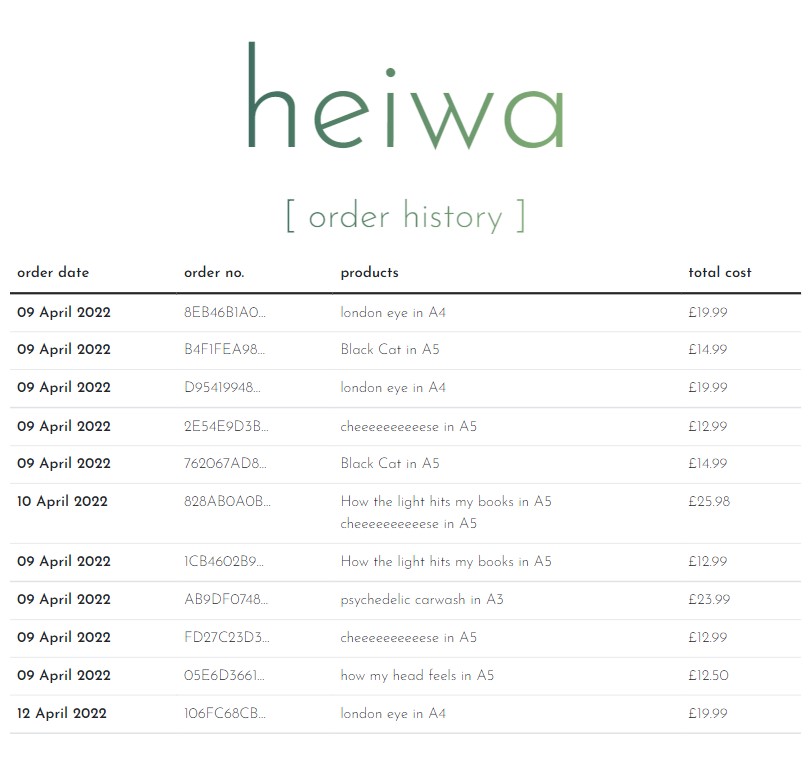 heiwa
[ order history ]
order date order no. products total cost
09 April 2022 8EB46B1A0... london eye in A4 £19.99
09 April 2022 B4F1FEA98... Black Cat in A5 £14.99
09 April 2022 D95419948... london eye in A4 £19.99
09 April 2022 2E54E9D3B... cheeeeeeeeeese in A5 £12.99
09 April 2022 762067AD8... Black Cat in A5 £14.99
10 April 2022 828AB0A0B... How the light hits my books in A5 £25.98
cheeeeeeeeeese in A5
09 April 2022 1CB4602B9... How the light hits my books in A5 £12.99
09 April 2022 AB9DF0748... psychedelic carwash in A3 £23.99
09 April 2022 FD27C23D3... cheeeeeeeeeese in A5 £12.99
09 April 2022 05E6D3661... how my head feels in A5 £12.50
12 April 2022 106FC68CB... london eye in A4 £19.99